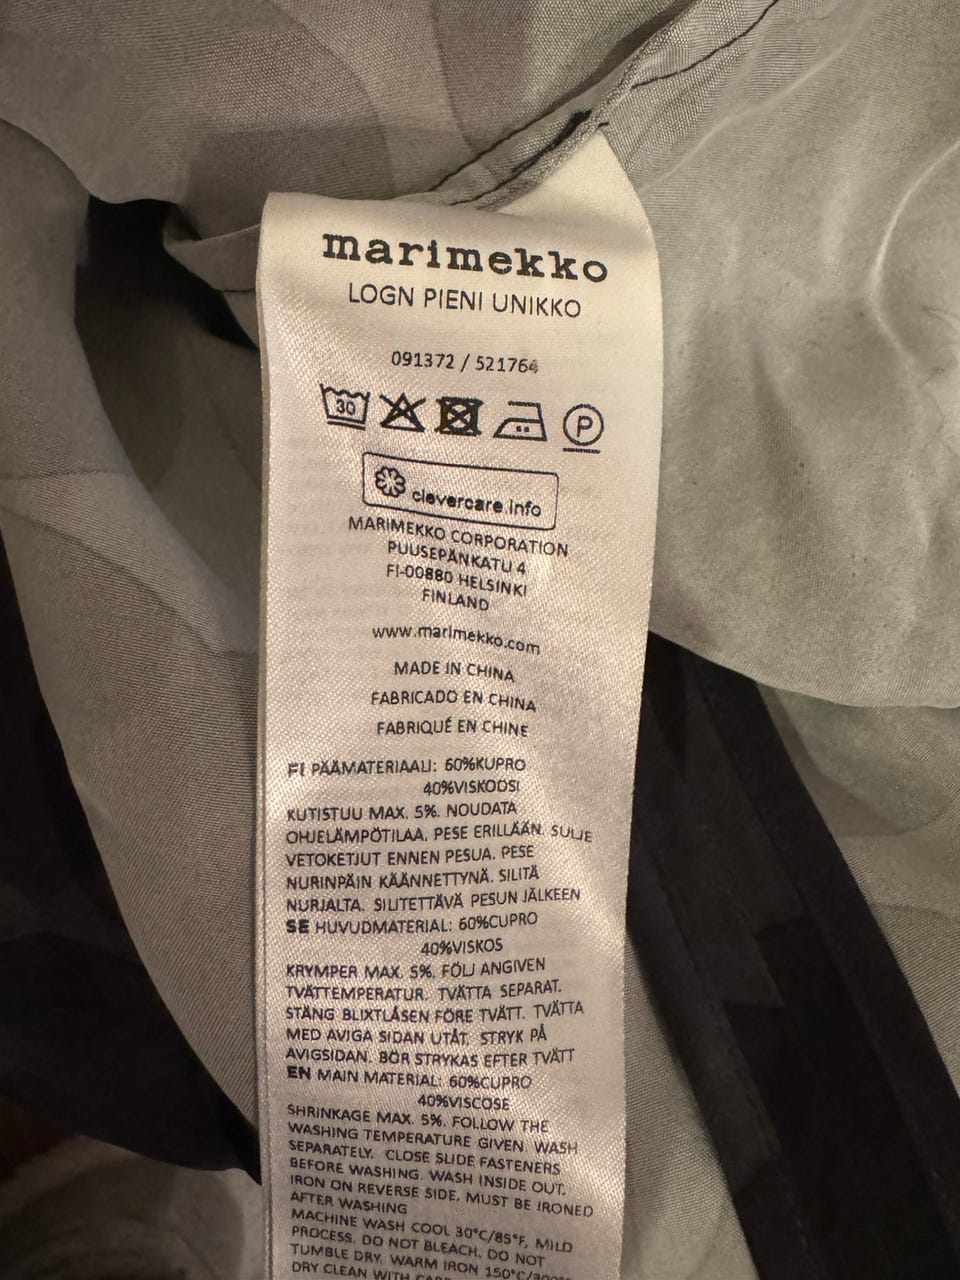 marimekko
LOGN PIENI UNIKKO
091372 / 521764
30
P
clevercare.info
MARIMEKKO CORPORATION
PUUSEPÄNKATU 4
FI-00880 HELSINKI
FINLAND
www.marimekko.com
MADE IN CHINA
FABRICADO EN CHINA
FABRIQUÉ EN CHINE
FI PÄÄMATERIAALI: 60%KUPRO
40%VISKOOSI
KUTISTUU MAX. 5%. NOUDATA
OHJELÄMPÖTILAA. PESE ERILLÄÄN. SULJE
VETOKETJUT ENNEN PESUA. PESE
NURINPÄIN KÄÄNNETTYNÄ. SILITÄ
NURJALTA. SILITETTÄVÄ PESUN JÄLKEEN
SE HUVUDMATERIAL: 60%CUPRO
40%VISKOS
KRYMPER MAX. 5%. FÖLJ ANGIVEN
TVÄTTEMPERATUR. TVÄTTA SEPARAT.
STÄNG BLIXTLÅSEN FÖRE TVÄTT. TVÄTTA
MED AVIGA SIDAN UTÅT. STRYK PÅ
AVIGSIDAN. BÖR STRYKAS EFTER TVÄTT
EN MAIN MATERIAL: 60%CUPRO
40%VISCOSE
SHRINKAGE MAX. 5%. FOLLOW THE
WASHING TEMPERATURE GIVEN. WASH
SEPARATELY. CLOSE SLIDE FASTENERS
BEFORE WASHING. WASH INSIDE OUT.
IRON ON REVERSE SIDE, MUST BE IRONED
AFTER WASHING
MACHINE WASH COOL 30°C/85°F, MILD
PROCESS. DO NOT BLEACH. DO NOT
TUMBLE DRY. WARM IRON 150°C/300°F
DRY CLEAN WITH